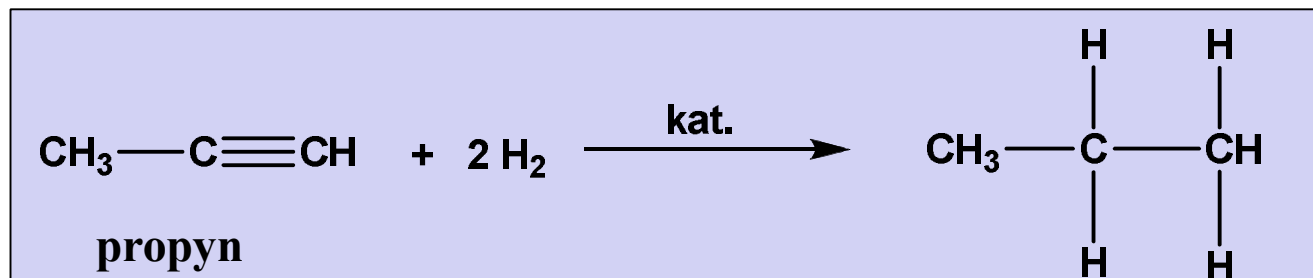 H H
CH₃ C CH + 2 H₂ kat. CH₃ C CH
H H
propyn